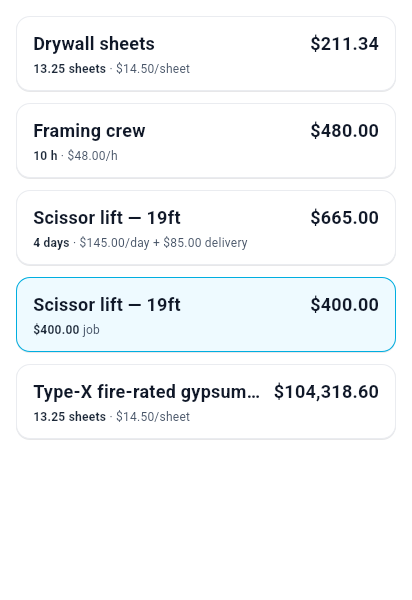 Drywall sheets $211.34
13.25 sheets · $14.50/sheet
Framing crew $480.00
10 h · $48.00/h
Scissor lift — 19ft $665.00
4 days · $145.00/day + $85.00 delivery
Scissor lift — 19ft $400.00
$400.00 job
Type-X fire-rated gypsum… $104,318.60
13.25 sheets · $14.50/sheet